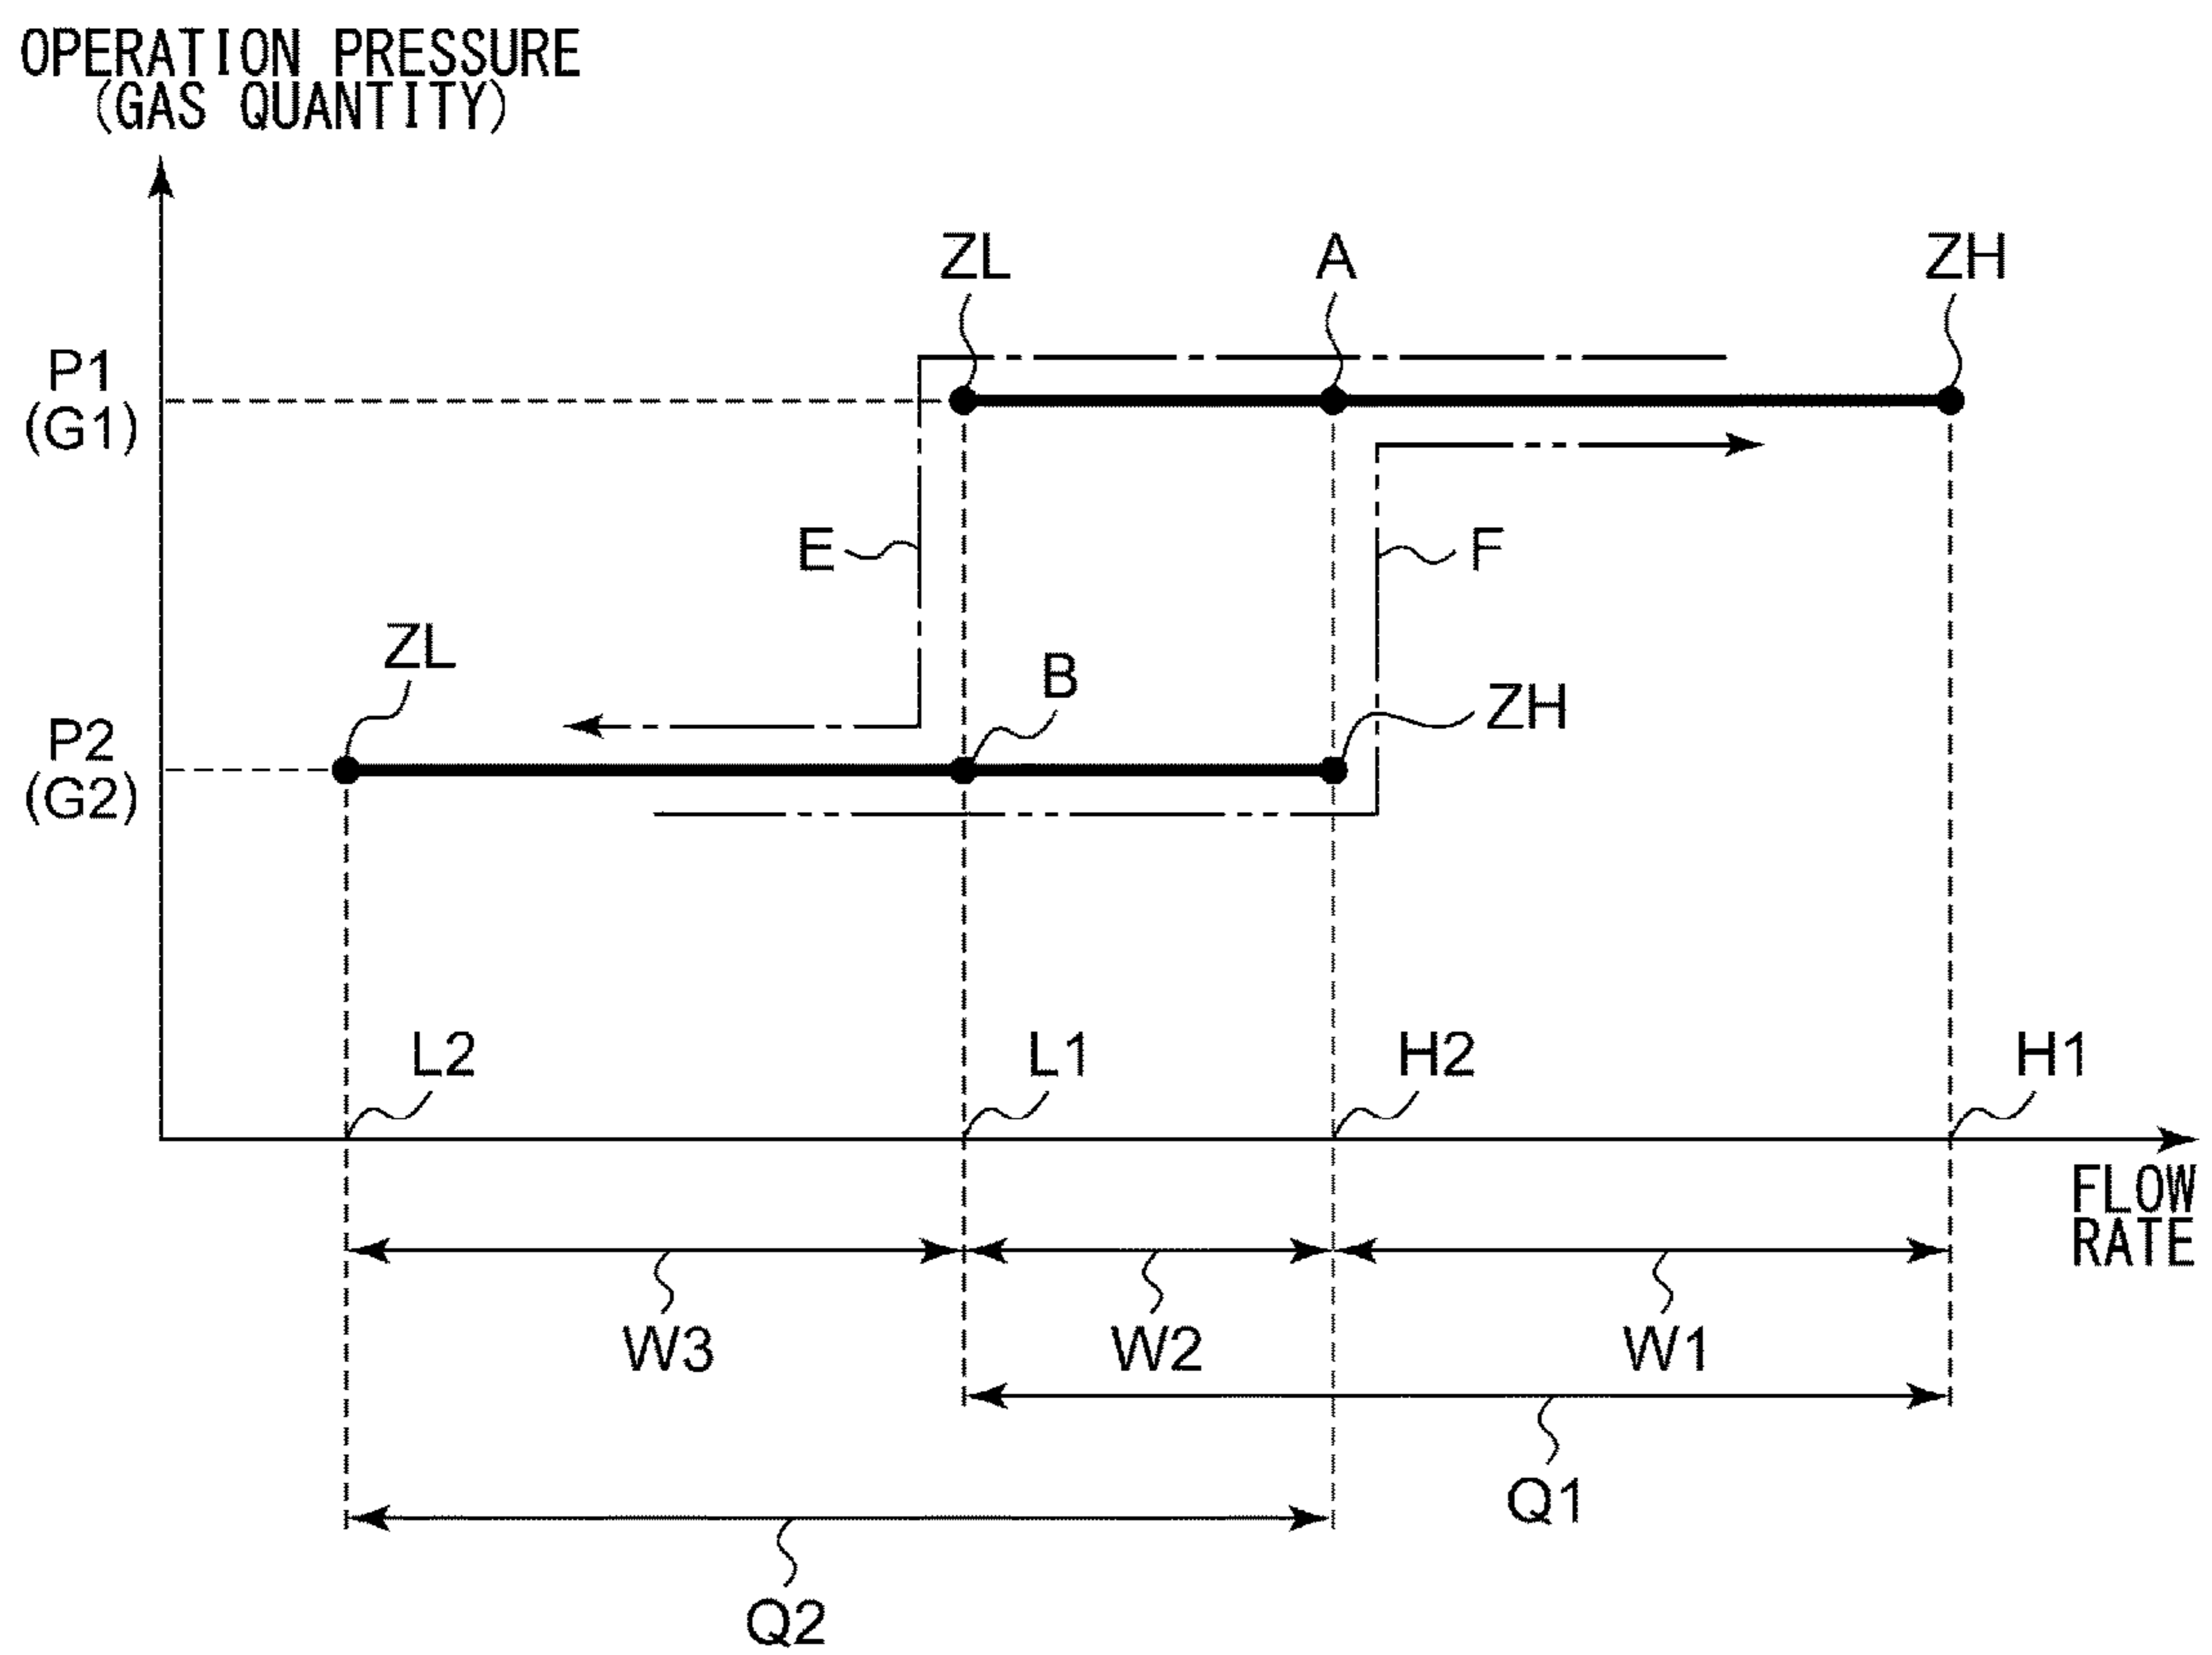 OPERATION PRESSURE
(GAS QUANTITY)
ZL
A
ZH
P1
(G1)
E
F
ZL
B
ZH
P2
(G2)
L2
L1
H2
H1
FLOW
RATE
W3
W2
W1
Q1
Q2